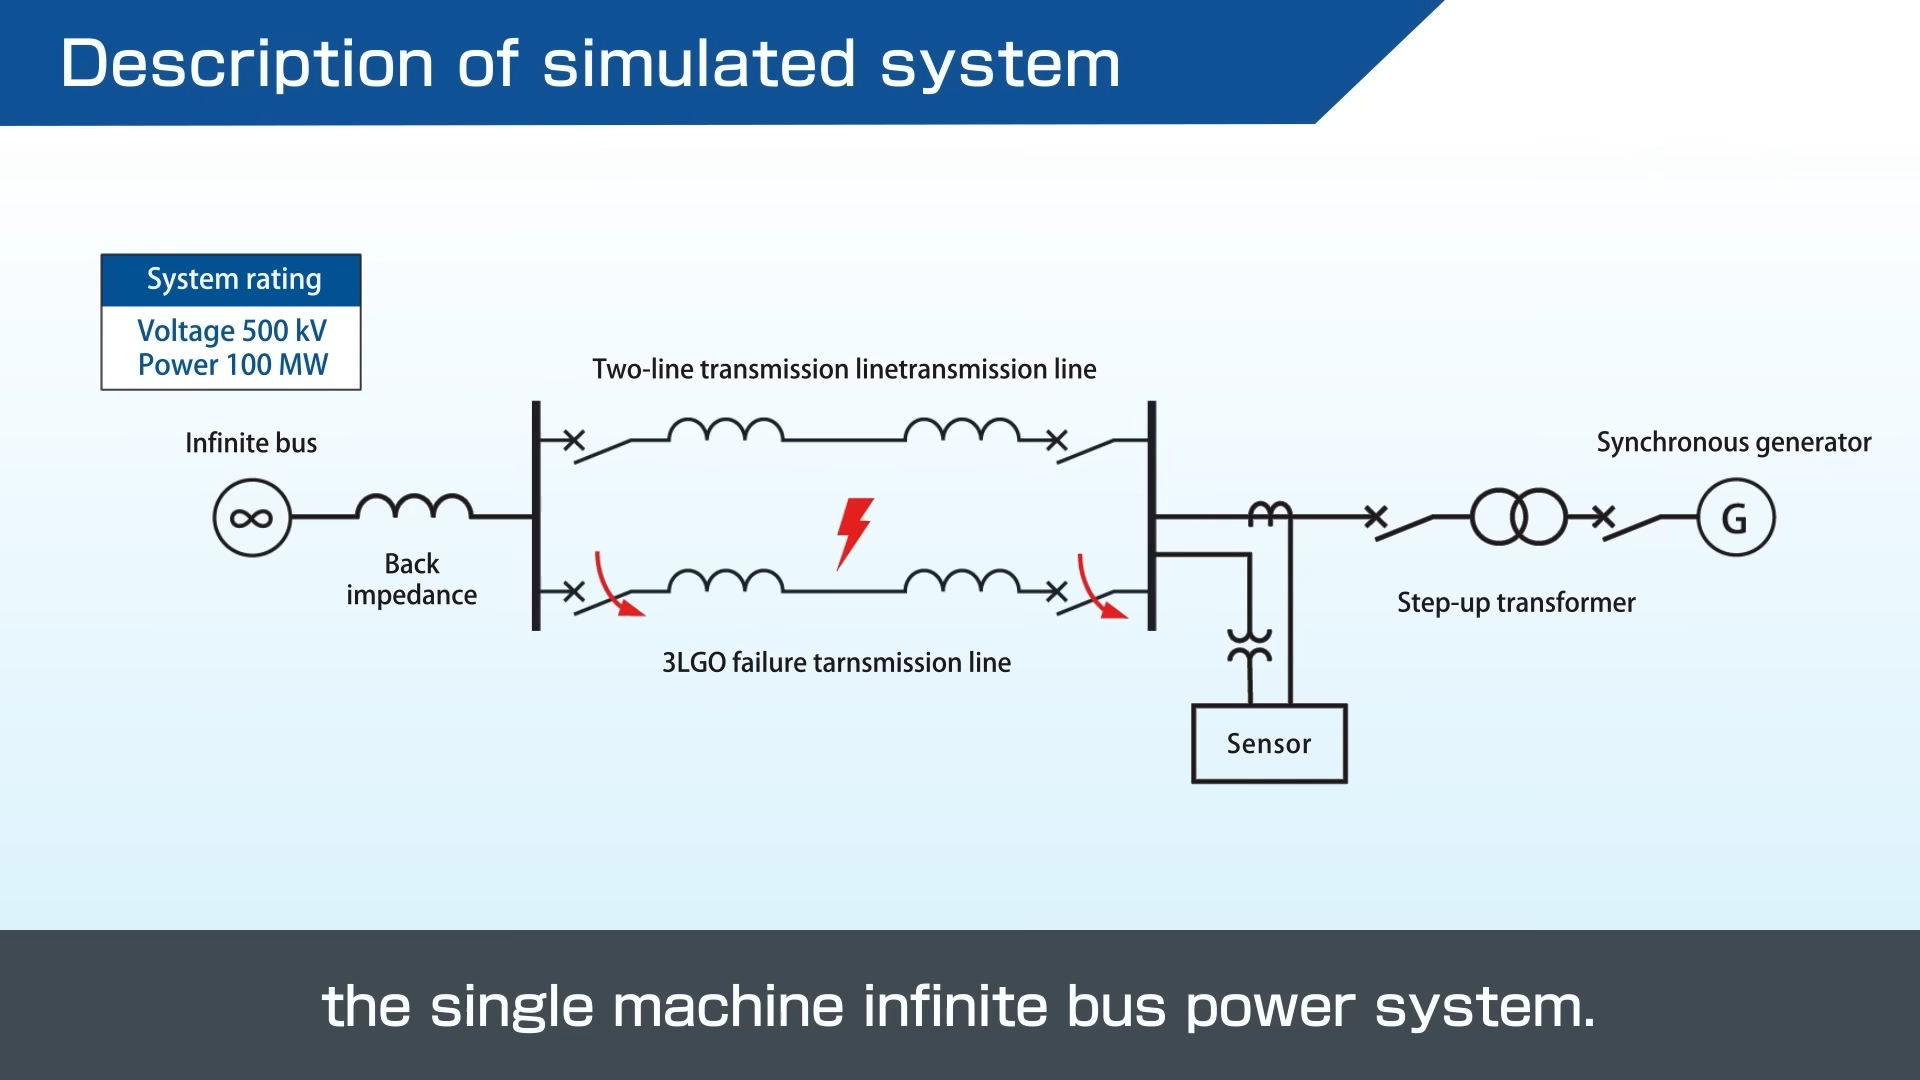 Description of simulated system
System rating
Voltage 500 kV
Power 100 MW
Two-line transmission linetransmission line
Infinite bus
Synchronous generator
∞
G
Back
impedance
Step-up transformer
3LGO failure tarnsmission line
Sensor
the single machine infinite bus power system.